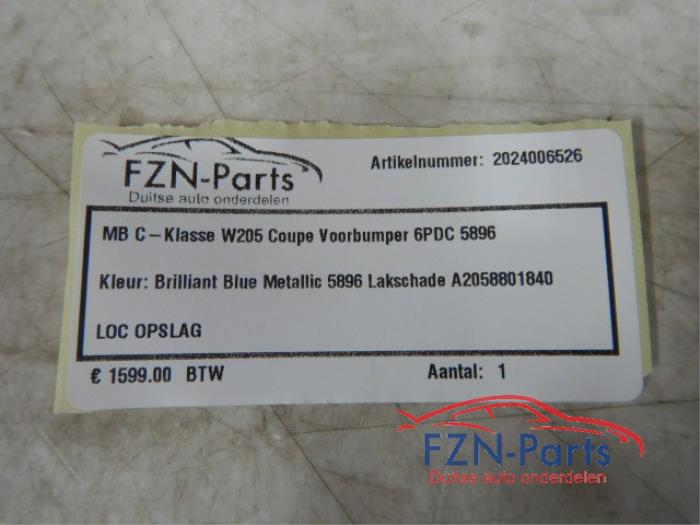 FZN-Parts
Duitse auto onderdelen
Artikelnummer: 2024006526
MB C-Klasse W205 Coupe Voorbumper 6PDC 5896
Kleur: Brilliant Blue Metallic 5896 Lakschade A2058801840
LOC OPSLAG
€ 1599.00 BTW
Aantal: 1
FZN-Parts
Duitse auto onderdelen